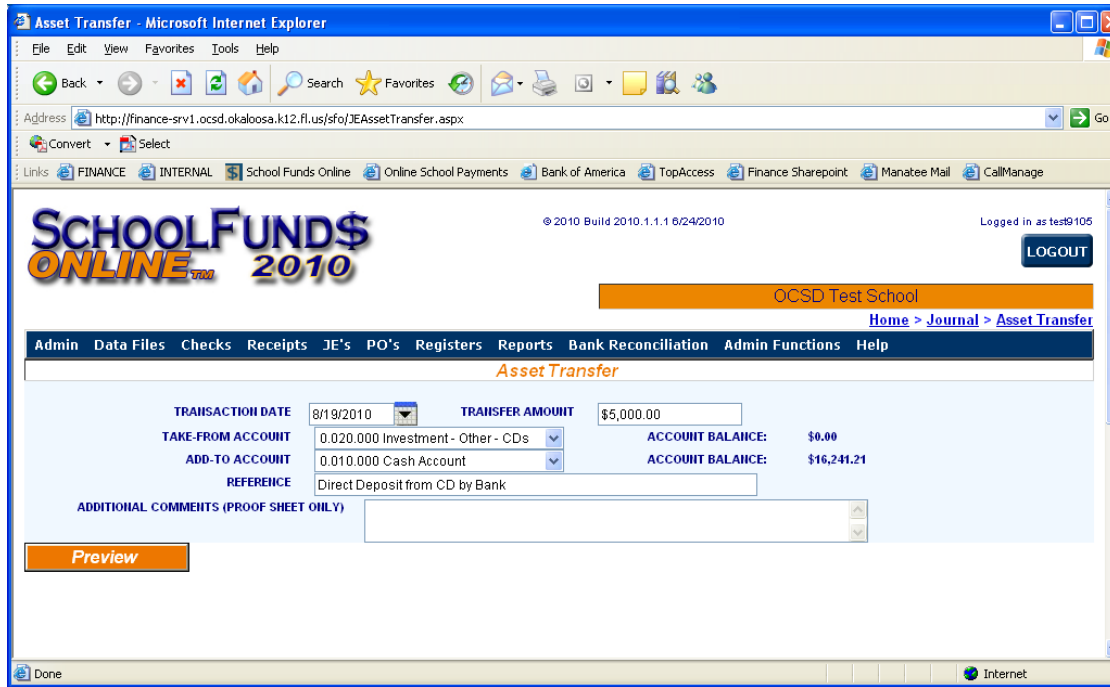 Asset Transfer - Microsoft Internet Explorer
File Edit View Favorites Tools Help
Back Search Favorites
Address http://finance-srv1.ocsd.okaloosa.k12.fl.us/sfo/JEAssetTransfer.aspx Go
Convert Select
Links FINANCE INTERNAL School Funds Online Online School Payments Bank of America TopAccess Finance Sharepoint Manatee Mail CallManage
SCHOOLFUND$
ONLINE TM 2010
© 2010 Build 2010.1.1.1 6/24/2010
Logged in as test9105
LOGOUT
OCSD Test School
Home > Journal > Asset Transfer
Admin Data Files Checks Receipts JE's PO's Registers Reports Bank Reconciliation Admin Functions Help
Asset Transfer
TRANSACTION DATE 8/19/2010 TRANSFER AMOUNT $5,000.00
TAKE-FROM ACCOUNT 0.020.000 Investment - Other - CDs ACCOUNT BALANCE: $0.00
ADD-TO ACCOUNT 0.010.000 Cash Account ACCOUNT BALANCE: $16,241.21
REFERENCE Direct Deposit from CD by Bank
ADDITIONAL COMMENTS (PROOF SHEET ONLY)
Preview
Done Internet